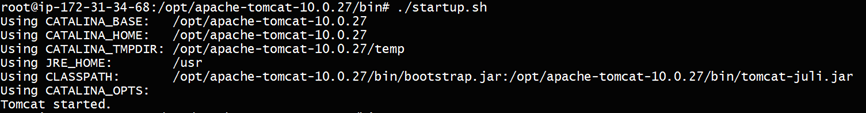 root@ip-172-31-34-68:/opt/apache-tomcat-10.0.27/bin# ./startup.sh
Using CATALINA_BASE:   /opt/apache-tomcat-10.0.27
Using CATALINA_HOME:   /opt/apache-tomcat-10.0.27
Using CATALINA_TMPDIR: /opt/apache-tomcat-10.0.27/temp
Using JRE_HOME:        /usr
Using CLASSPATH:       /opt/apache-tomcat-10.0.27/bin/bootstrap.jar:/opt/apache-tomcat-10.0.27/bin/tomcat-juli.jar
Using CATALINA_OPTS:
Tomcat started.